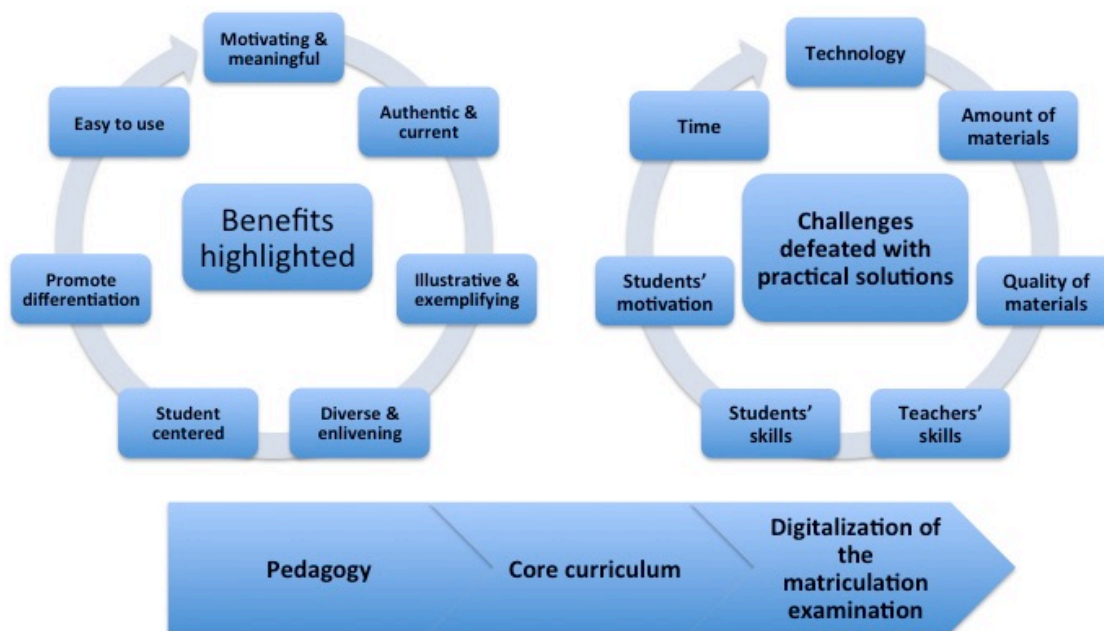 Motivating &
meaningful
Authentic &
current
Illustrative &
exemplifying
Diverse &
enlivening
Student
centered
Promote
differentiation
Easy to use
Benefits
highlighted
Technology
Amount of
materials
Quality of
materials
Teachers'
skills
Students'
skills
Students'
motivation
Time
Challenges
defeated with
practical solutions
Pedagogy
Core curriculum
Digitalization of
the
matriculation
examination